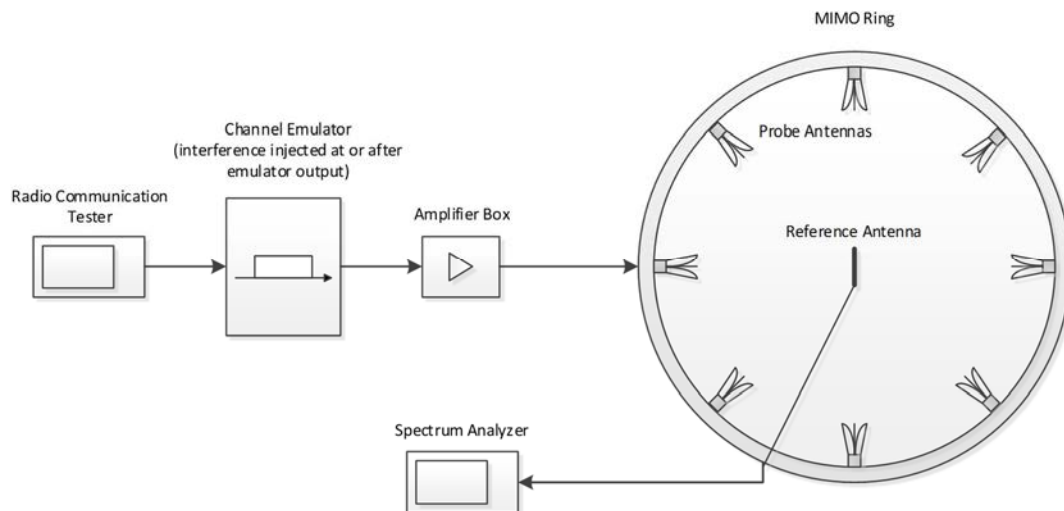 MIMO Ring
Probe Antennas
Channel Emulator
(interference injected at or after
emulator output)
Radio Communication
Tester
Amplifier Box
Reference Antenna
Spectrum Analyzer